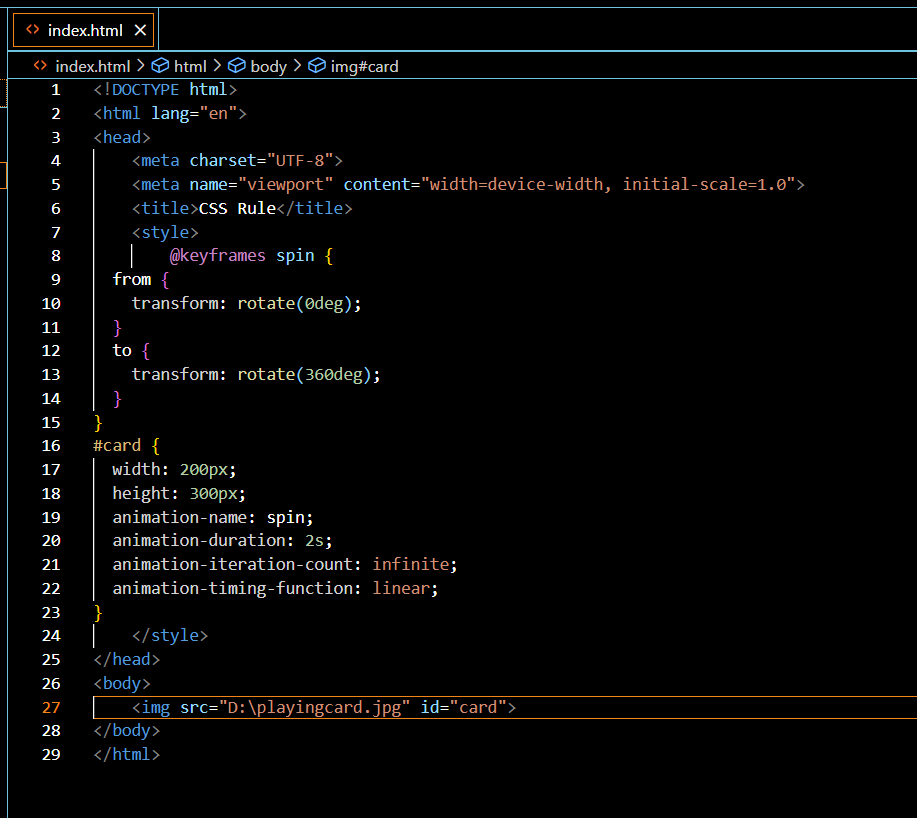 index.html
index.html > html > body > img#card
1 <!DOCTYPE html>
2 <html lang="en">
3 <head>
4     <meta charset="UTF-8">
5     <meta name="viewport" content="width=device-width, initial-scale=1.0">
6     <title>CSS Rule</title>
7     <style>
8         @keyframes spin {
9   from {
10     transform: rotate(0deg);
11   }
12   to {
13     transform: rotate(360deg);
14   }
15 }
16 #card {
17   width: 200px;
18   height: 300px;
19   animation-name: spin;
20   animation-duration: 2s;
21   animation-iteration-count: infinite;
22   animation-timing-function: linear;
23 }
24     </style>
25 </head>
26 <body>
27     <img src="D:\playingcard.jpg" id="card">
28 </body>
29 </html>